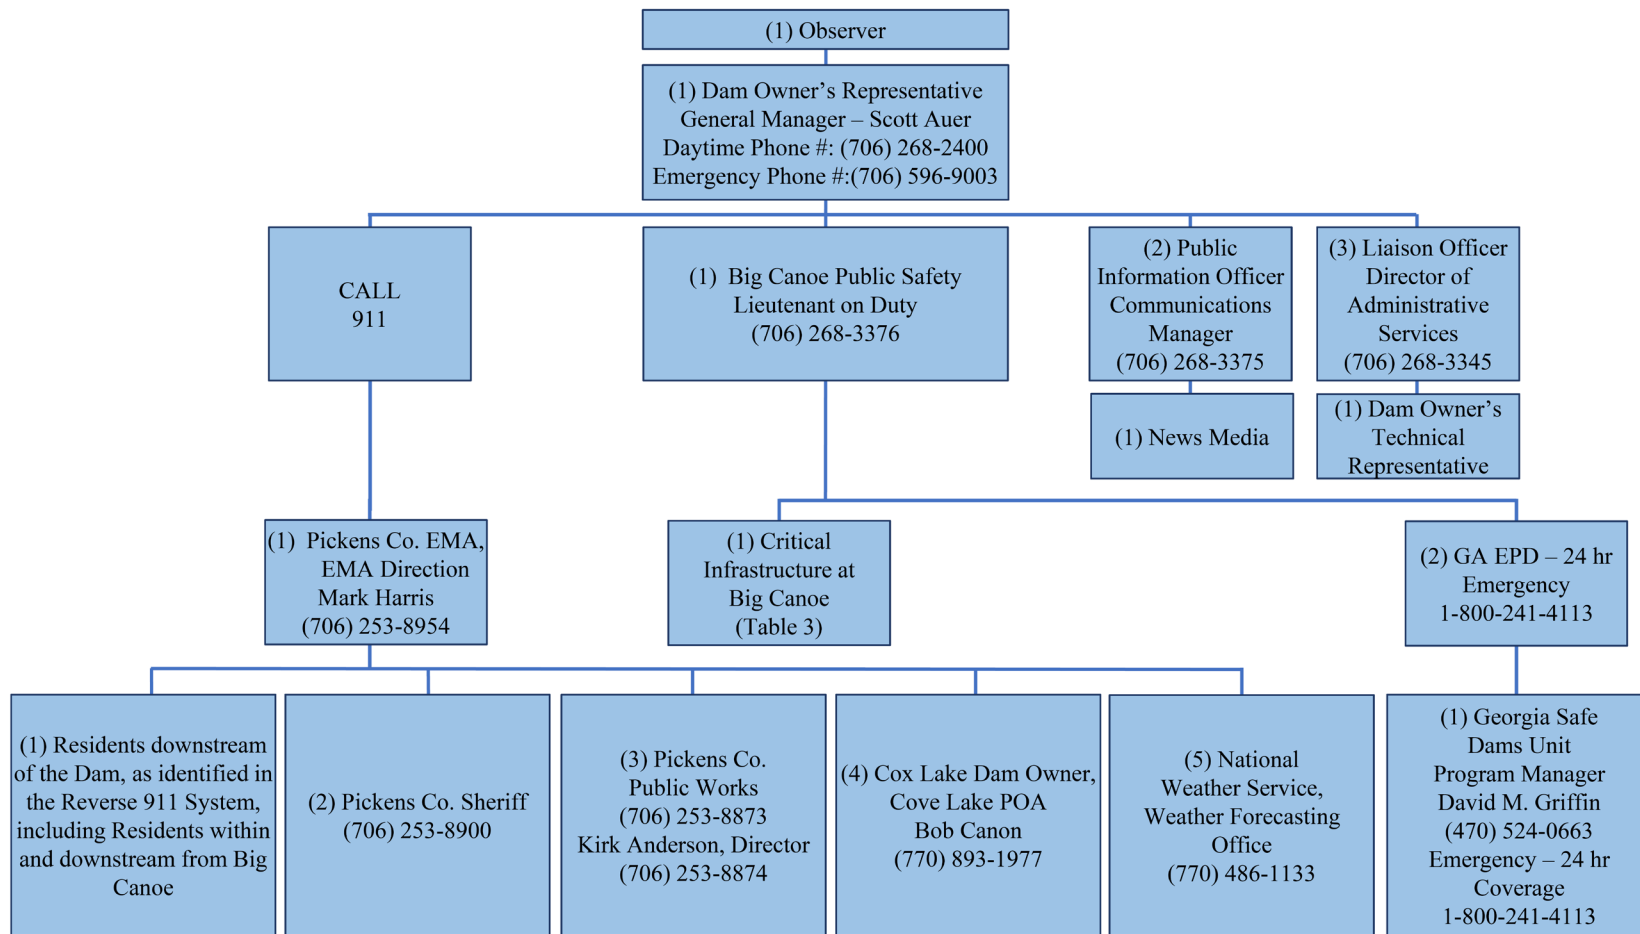 (1) Observer
(1) Dam Owner’s Representative
General Manager – Scott Auer
Daytime Phone #: (706) 268-2400
Emergency Phone #:(706) 596-9003
CALL
911
(1) Big Canoe Public Safety
Lieutenant on Duty
(706) 268-3376
(2) Public
Information Officer
Communications
Manager
(706) 268-3375
(3) Liaison Officer
Director of
Administrative
Services
(706) 268-3345
(1) News Media
(1) Dam Owner’s
Technical
Representative
(1) Pickens Co. EMA,
EMA Direction
Mark Harris
(706) 253-8954
(1) Critical
Infrastructure at
Big Canoe
(Table 3)
(2) GA EPD – 24 hr
Emergency
1-800-241-4113
(1) Residents downstream
of the Dam, as identified in
the Reverse 911 System,
including Residents within
and downstream from Big
Canoe
(2) Pickens Co. Sheriff
(706) 253-8900
(3) Pickens Co.
Public Works
(706) 253-8873
Kirk Anderson, Director
(706) 253-8874
(4) Cox Lake Dam Owner,
Cove Lake POA
Bob Canon
(770) 893-1977
(5) National
Weather Service,
Weather Forecasting
Office
(770) 486-1133
(1) Georgia Safe
Dams Unit
Program Manager
David M. Griffin
(470) 524-0663
Emergency – 24 hr
Coverage
1-800-241-4113